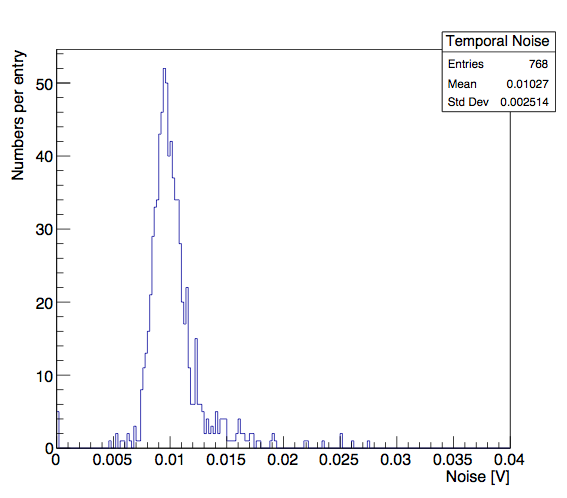 Temporal Noise
Entries 768
Mean 0.01027
Std Dev 0.002514
Numbers per entry
50
40
30
20
10
0
0 0.005 0.01 0.015 0.02 0.025 0.03 0.035 0.04
Noise [V]